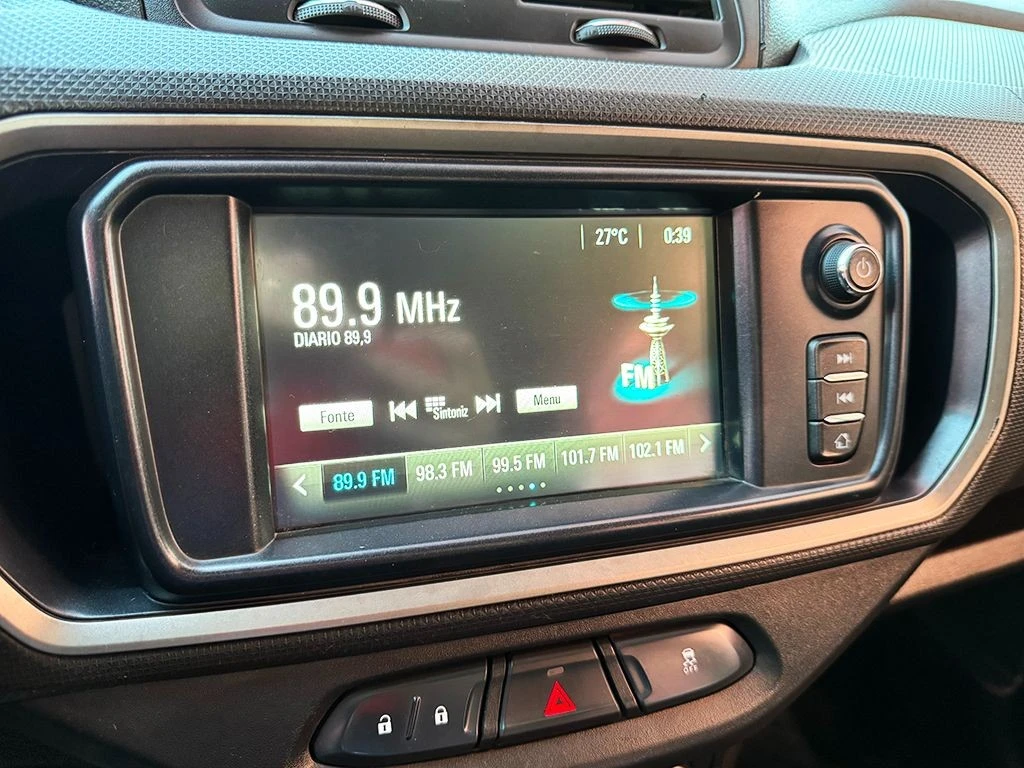 27°C 0:39
89.9 MHz
DIARIO 89,9
FM
Fonte Sintoniz Menu
89.9 FM 98.3 FM 99.5 FM 101.7 FM 102.1 FM
OFF